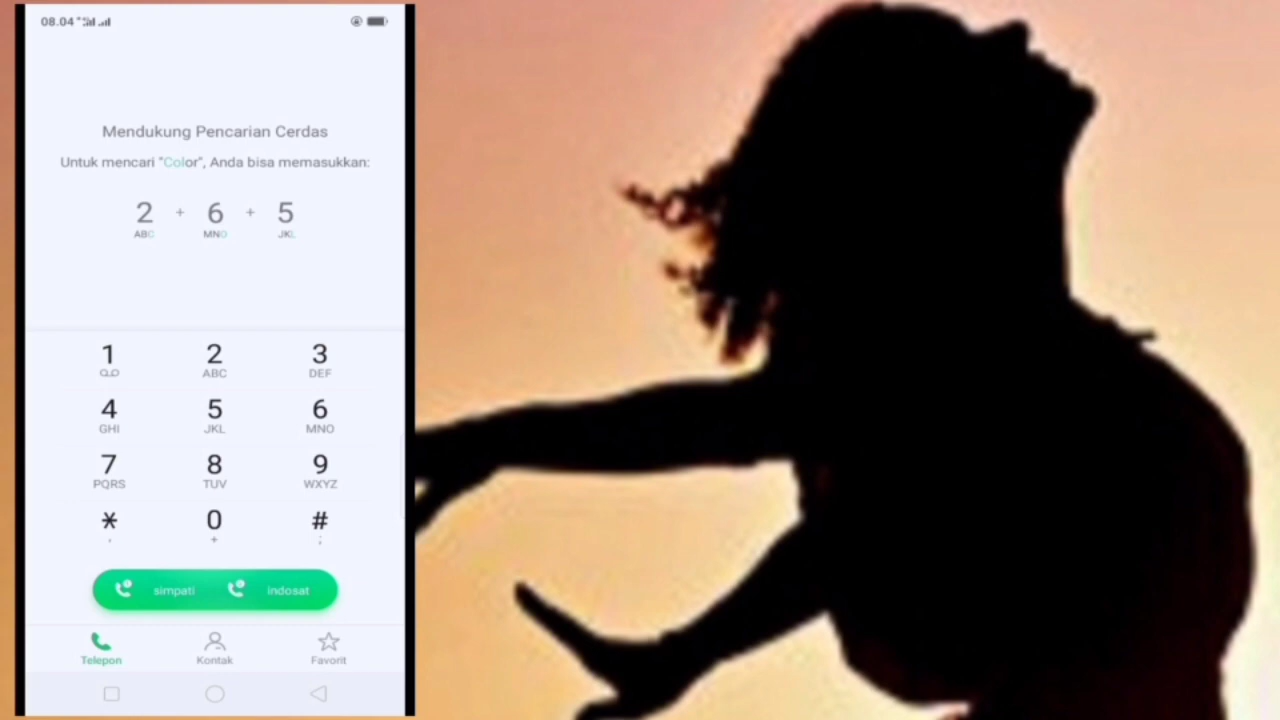 08.04
Mendukung Pencarian Cerdas
Untuk mencari "Color", Anda bisa memasukkan:
2 + 6 + 5
ABC MNO JKL
1 2 3
ABC DEF
4 5 6
GHI JKL MNO
7 8 9
PQRS TUV WXYZ
* 0 #
, + ;
simpati indosat
Telepon Kontak Favorit